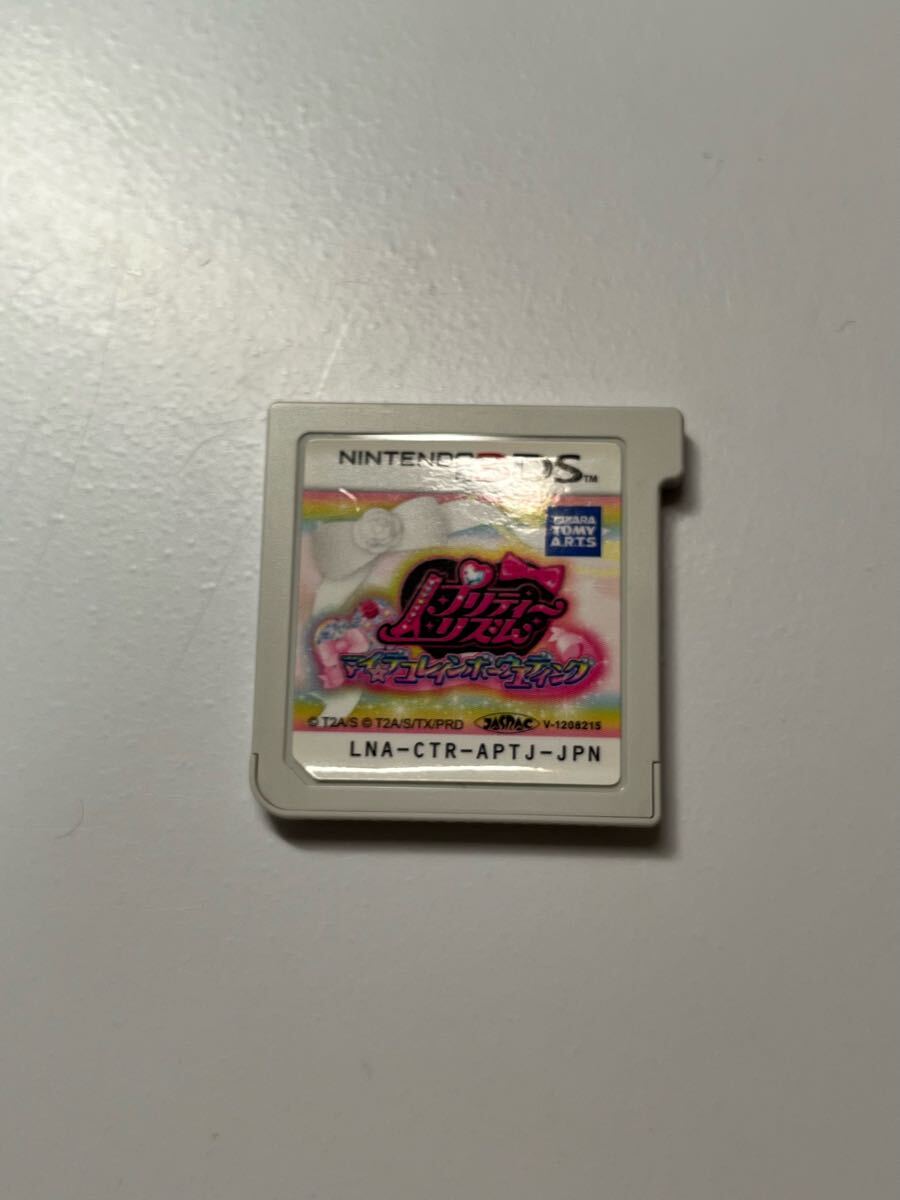 NINTENDO 3DS TM
TAKARA
TOMY
A.R.T.S
プリティー
リズム
マイ☆デコレインボーウエディング
© T2A/S © T2A/S/TX/PRD JASRAC V-1208215
LNA-CTR-APTJ-JPN